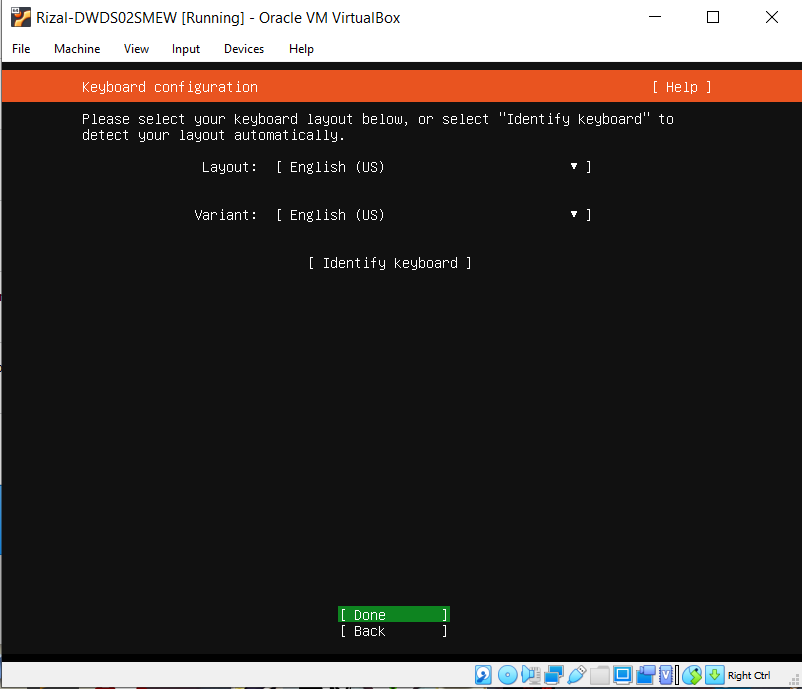 Rizal-DWDS02SMEW [Running] - Oracle VM VirtualBox
File Machine View Input Devices Help
Keyboard configuration [ Help ]
Please select your keyboard layout below, or select "Identify keyboard" to
detect your layout automatically.
Layout: [ English (US) ▾ ]
Variant: [ English (US) ▾ ]
[ Identify keyboard ]
[ Done ]
[ Back ]
Right Ctrl